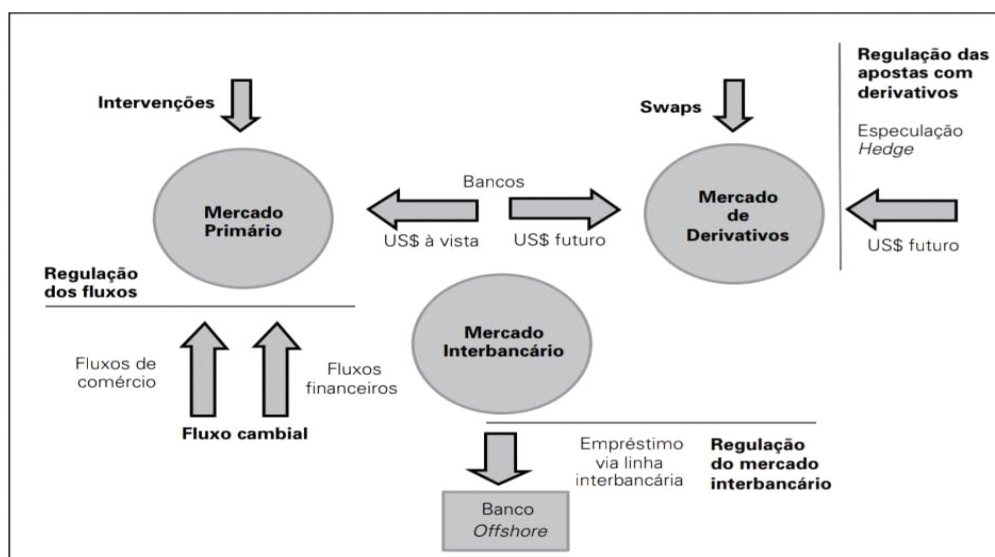 Intervenções
Mercado
Primário
Regulação
dos fluxos
Fluxos de
comércio
Fluxos
financeiros
Fluxo cambial
Bancos
US$ à vista
US$ futuro
Mercado
Interbancário
Empréstimo
via linha
interbancária
Banco
Offshore
Regulação
do mercado
interbancário
Swaps
Mercado
de
Derivativos
Regulação das
apostas com
derivativos
Especulação
Hedge
US$ futuro